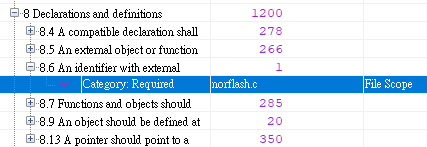 8 Declarations and definitions 1200
8.4 A compatible declaration shall 278
8.5 An external object or function 266
8.6 An identifier with external 1
Category: Required norflash.c File Scope
8.7 Functions and objects should 285
8.9 An object should be defined at 20
8.13 A pointer should point to a 350